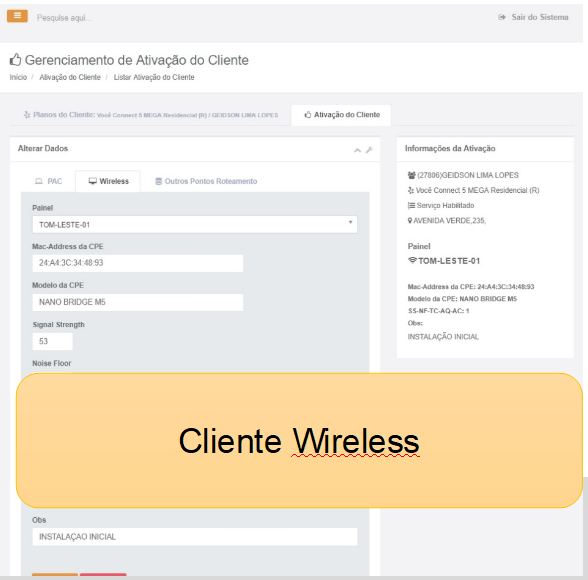 Pesquise aqui...
Sair do Sistema
Gerenciamento de Ativação do Cliente
Início / Ativação do Cliente / Listar Ativação do Cliente
Planos do Cliente: Você Connect 5 MEGA Residencial (R) / GEIDSON LIMA LOPES
Ativação do Cliente
Alterar Dados
PAC
Wireless
Outros Pontos Roteamento
Painel
TOM-LESTE-01
Mac-Address da CPE
24:A4:3C:34:48:93
Modelo da CPE
NANO BRIDGE M5
Signal Strength
53
Noise Floor
Cliente Wireless
Obs
INSTALAÇAO INICIAL
Informações da Ativação
(27806)GEIDSON LIMA LOPES
Você Connect 5 MEGA Residencial (R)
Serviço Habilitado
AVENIDA VERDE,235,
Painel
TOM-LESTE-01
Mac-Address da CPE: 24:A4:3C:34:48:93
Modelo da CPE: NANO BRIDGE M5
SS-NF-TC-AQ-AC: 1
Obs:
INSTALAÇÃO INICIAL